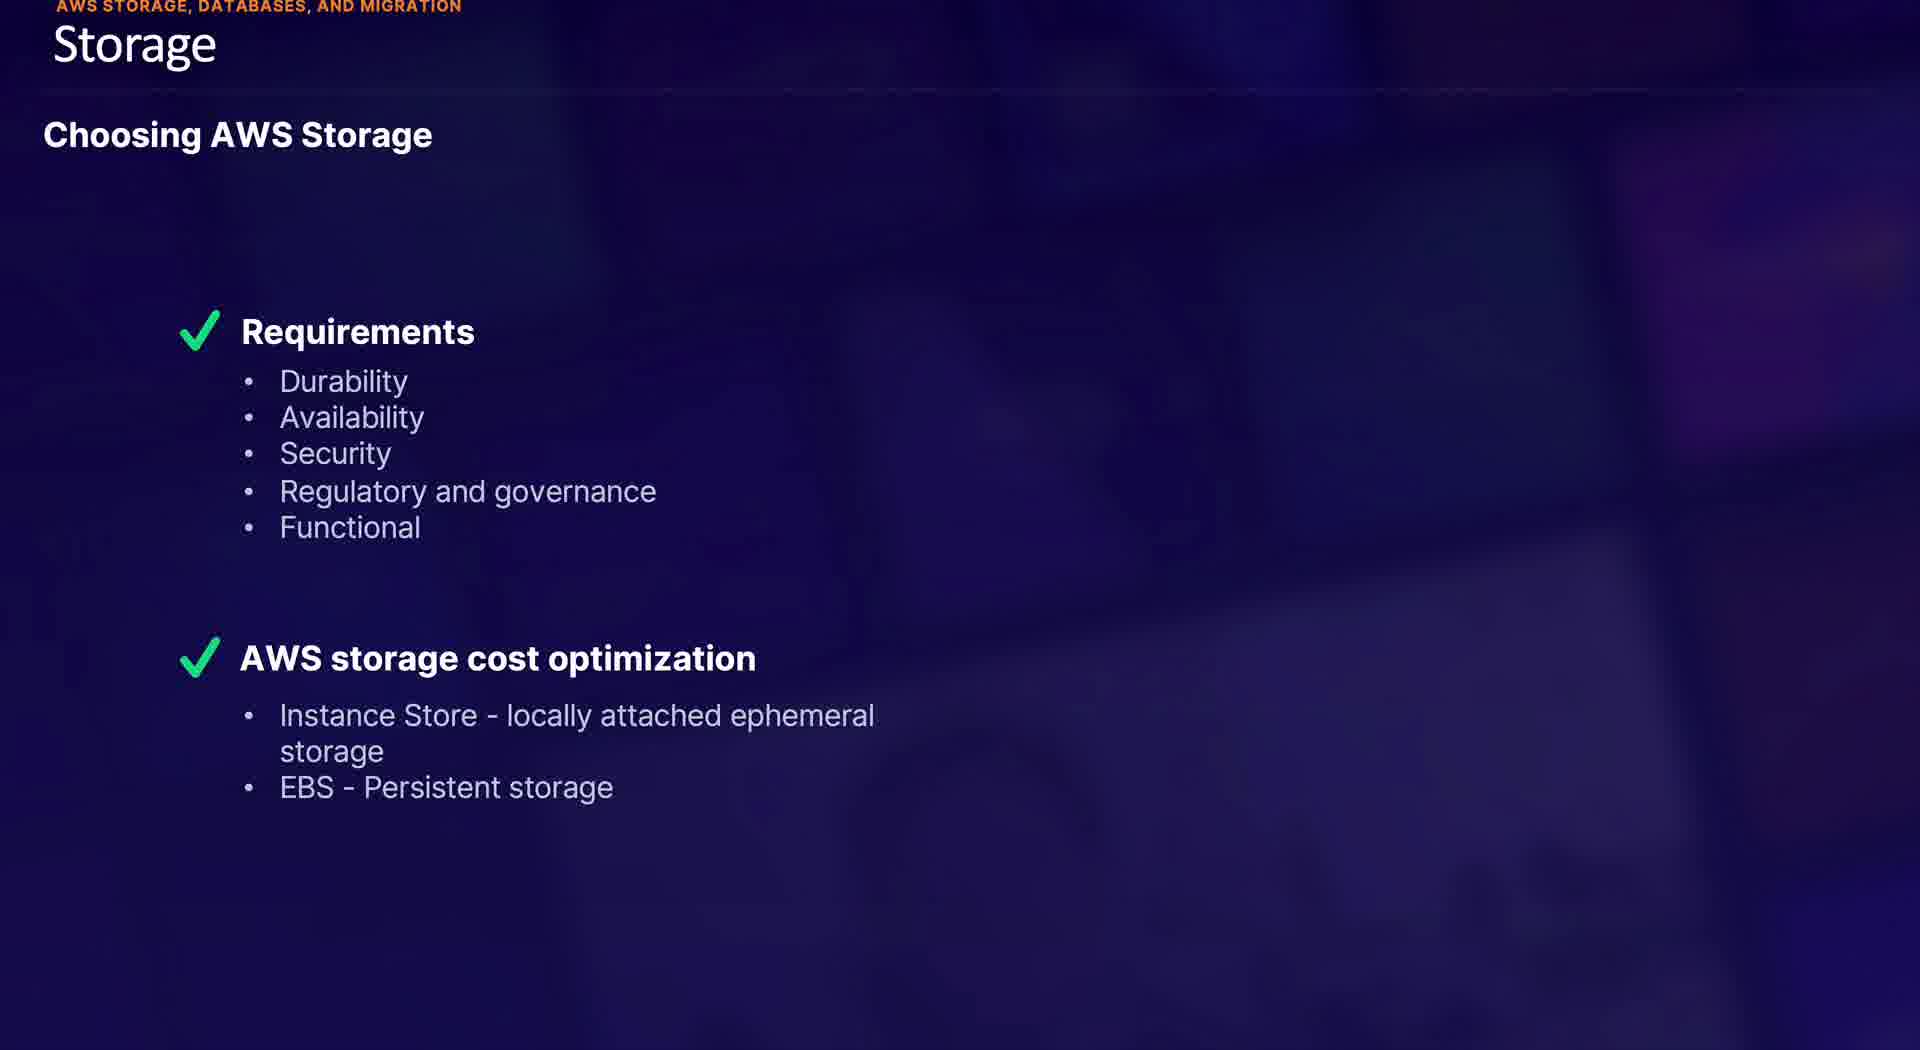 AWS STORAGE, DATABASES, AND MIGRATION
Storage
Choosing AWS Storage
Requirements
• Durability
• Availability
• Security
• Regulatory and governance
• Functional
AWS storage cost optimization
• Instance Store - locally attached ephemeral
storage
• EBS - Persistent storage